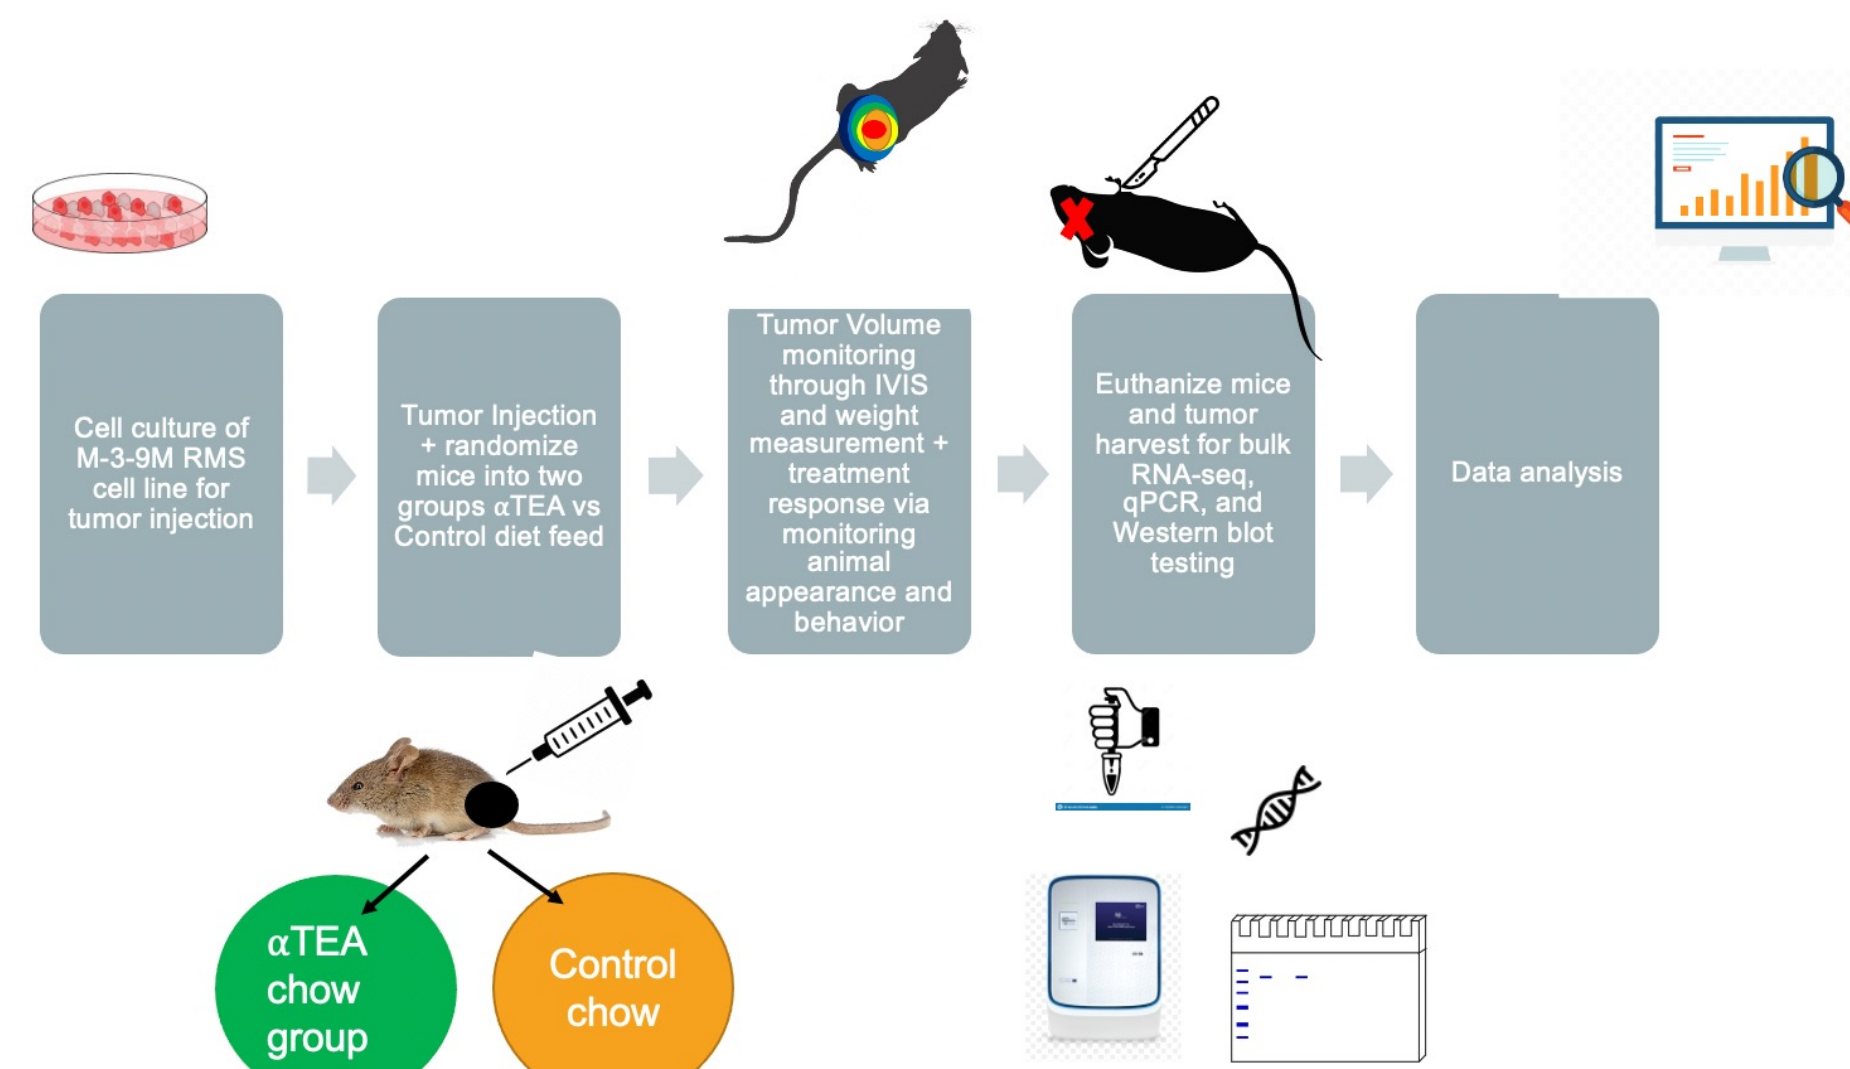 Cell culture of
M-3-9M RMS
cell line for
tumor injection
Tumor Injection
+ randomize
mice into two
groups αTEA vs
Control diet feed
Tumor Volume
monitoring
through IVIS
and weight
measurement +
treatment
response via
monitoring
animal
appearance and
behavior
Euthanize mice
and tumor
harvest for bulk
RNA-seq,
qPCR, and
Western blot
testing
Data analysis
αTEA
chow
group
Control
chow